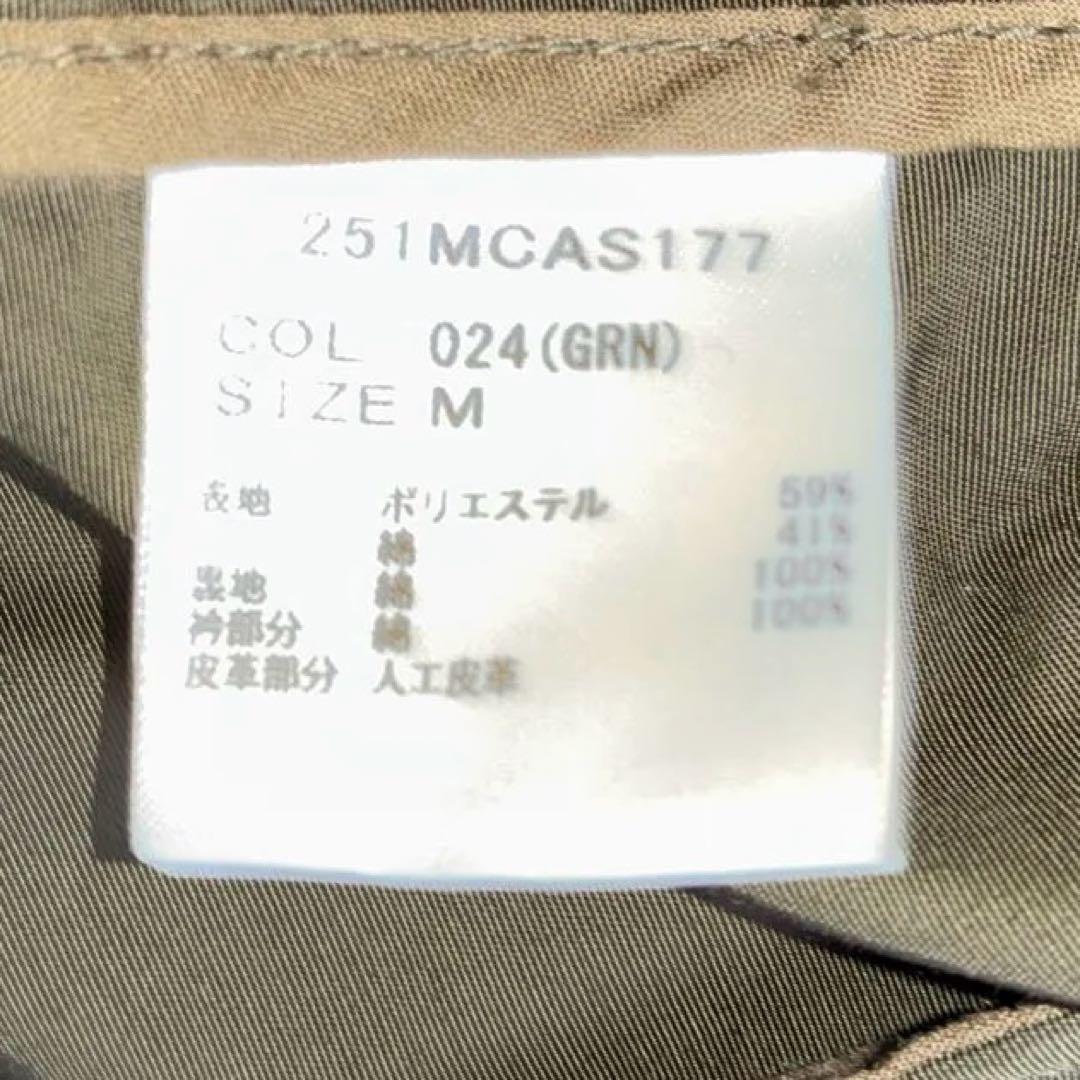 251MCAS177
COL 024(GRN)
SIZE M
表地 ポリエステル 59%
綿 41%
裏地 綿 100%
衿部分 綿 100%
皮革部分 人工皮革